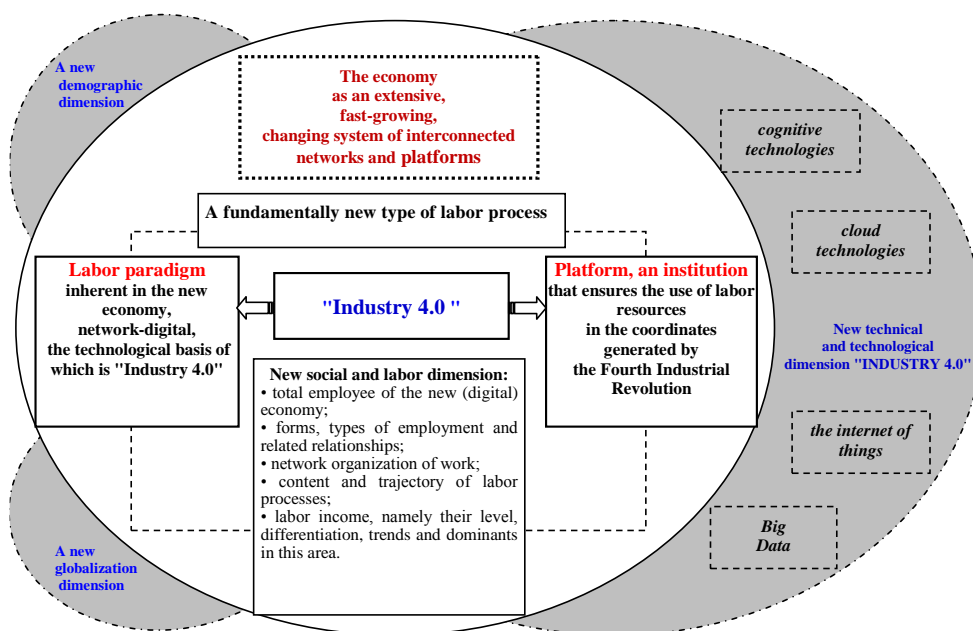 A new
demographic
dimension
The economy
as an extensive,
fast-growing,
changing system of interconnected
networks and platforms
cognitive
technologies
A fundamentally new type of labor process
cloud
technologies
Labor paradigm
inherent in the new
economy,
network-digital,
the technological basis of
which is "Industry 4.0"
"Industry 4.0 "
Platform, an institution
that ensures the use of labor
resources
in the coordinates
generated by
the Fourth Industrial
Revolution
New technical
and technological
dimension "INDUSTRY 4.0"
New social and labor dimension:
• total employee of the new (digital)
economy;
• forms, types of employment and
related relationships;
• network organization of work;
• content and trajectory of labor
processes;
• labor income, namely their level,
differentiation, trends and dominants
in this area.
the internet of
things
Big
Data
A new
globalization
dimension